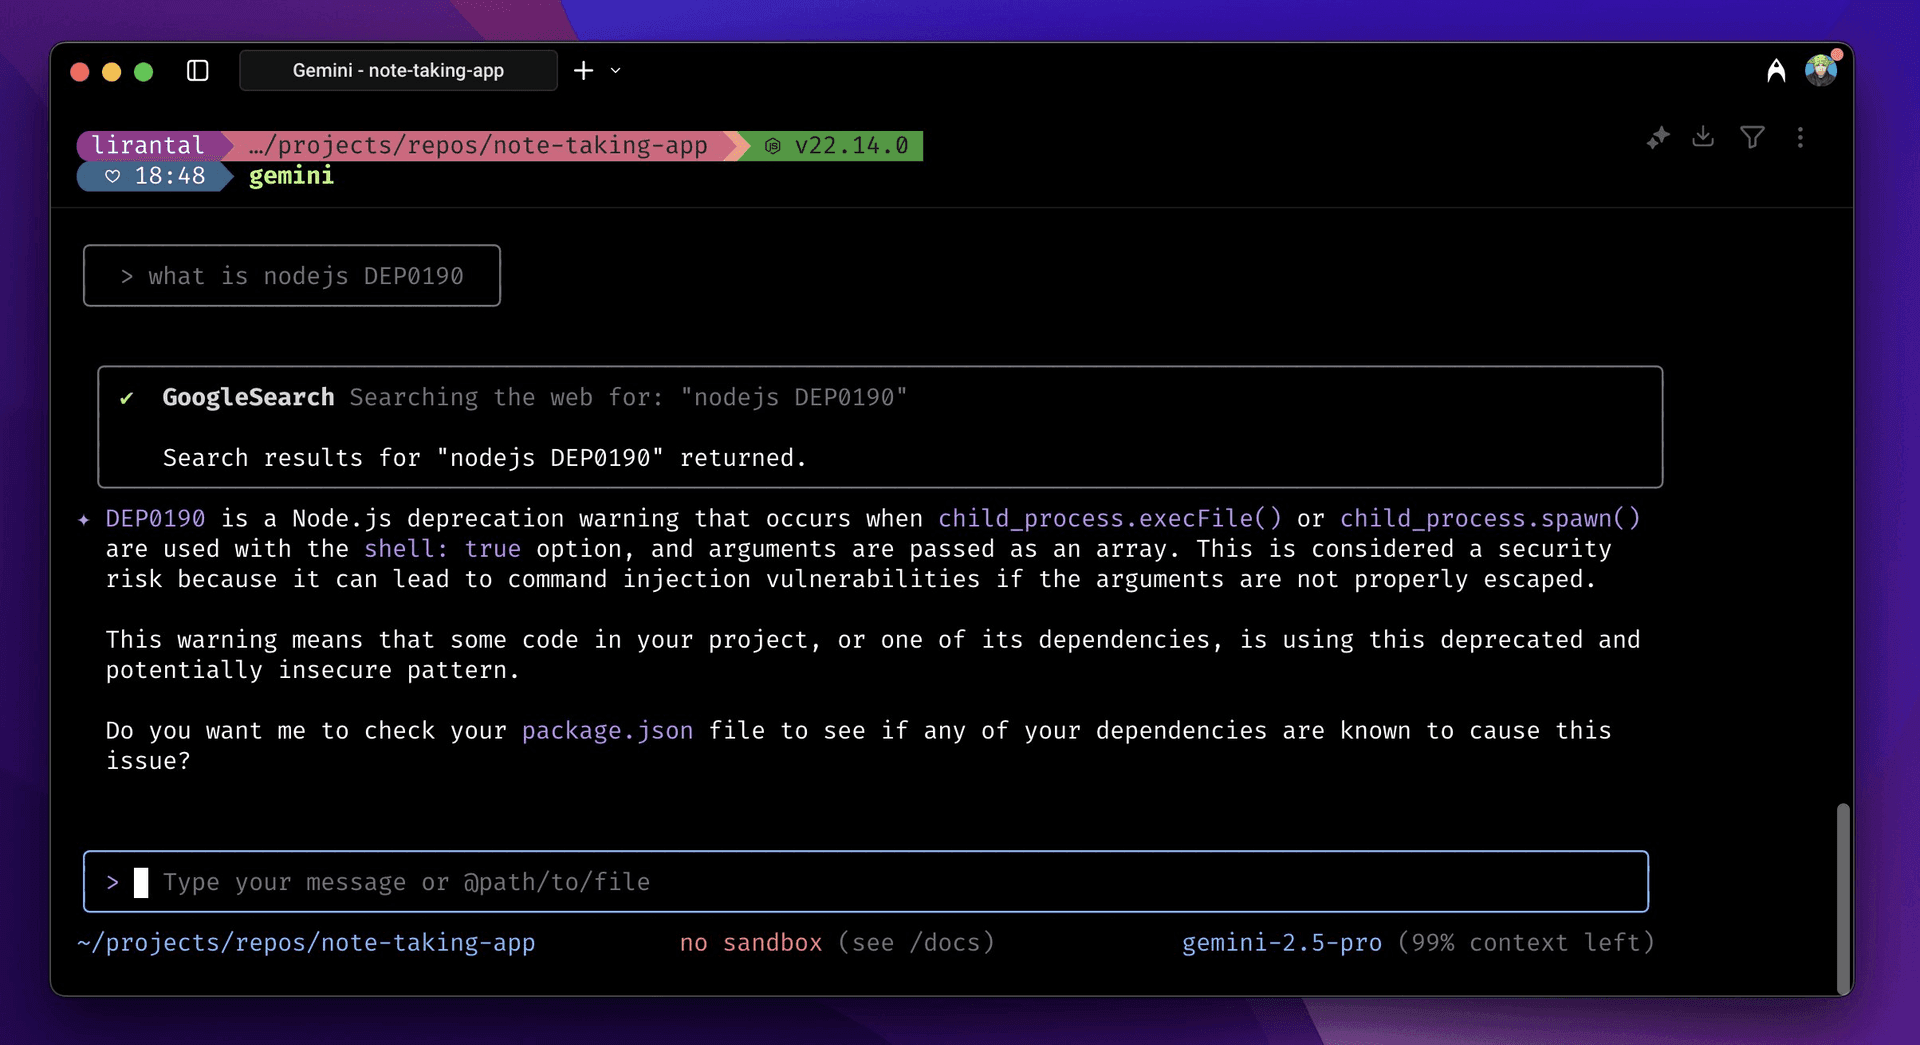 Gemini - note-taking-app
lirantal …/projects/repos/note-taking-app v22.14.0
♡ 18:48 gemini
> what is nodejs DEP0190
✔ GoogleSearch Searching the web for: "nodejs DEP0190"
Search results for "nodejs DEP0190" returned.
✦ DEP0190 is a Node.js deprecation warning that occurs when child_process.execFile() or child_process.spawn()
are used with the shell: true option, and arguments are passed as an array. This is considered a security
risk because it can lead to command injection vulnerabilities if the arguments are not properly escaped.
This warning means that some code in your project, or one of its dependencies, is using this deprecated and
potentially insecure pattern.
Do you want me to check your package.json file to see if any of your dependencies are known to cause this
issue?
> Type your message or @path/to/file
~/projects/repos/note-taking-app no sandbox (see /docs) gemini-2.5-pro (99% context left)